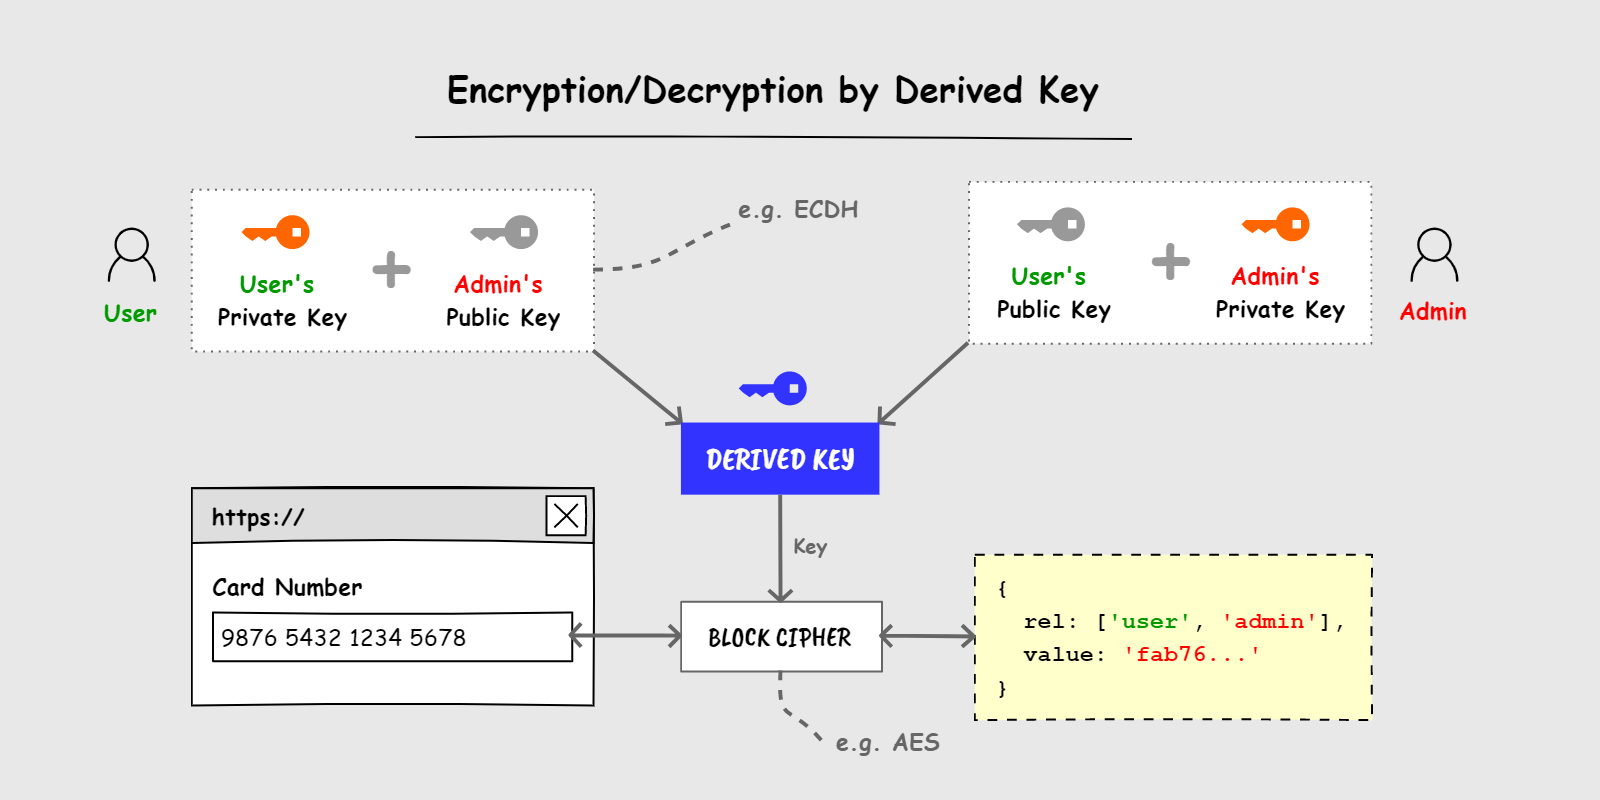 Encryption/Decryption by Derived Key
e.g. ECDH
User's
Private Key
Admin's
Public Key
User
User's
Public Key
Admin's
Private Key
Admin
DERIVED KEY
Key
https://
Card Number
9876 5432 1234 5678
BLOCK CIPHER
{
rel: ['user', 'admin'],
value: 'fab76...'
}
e.g. AES